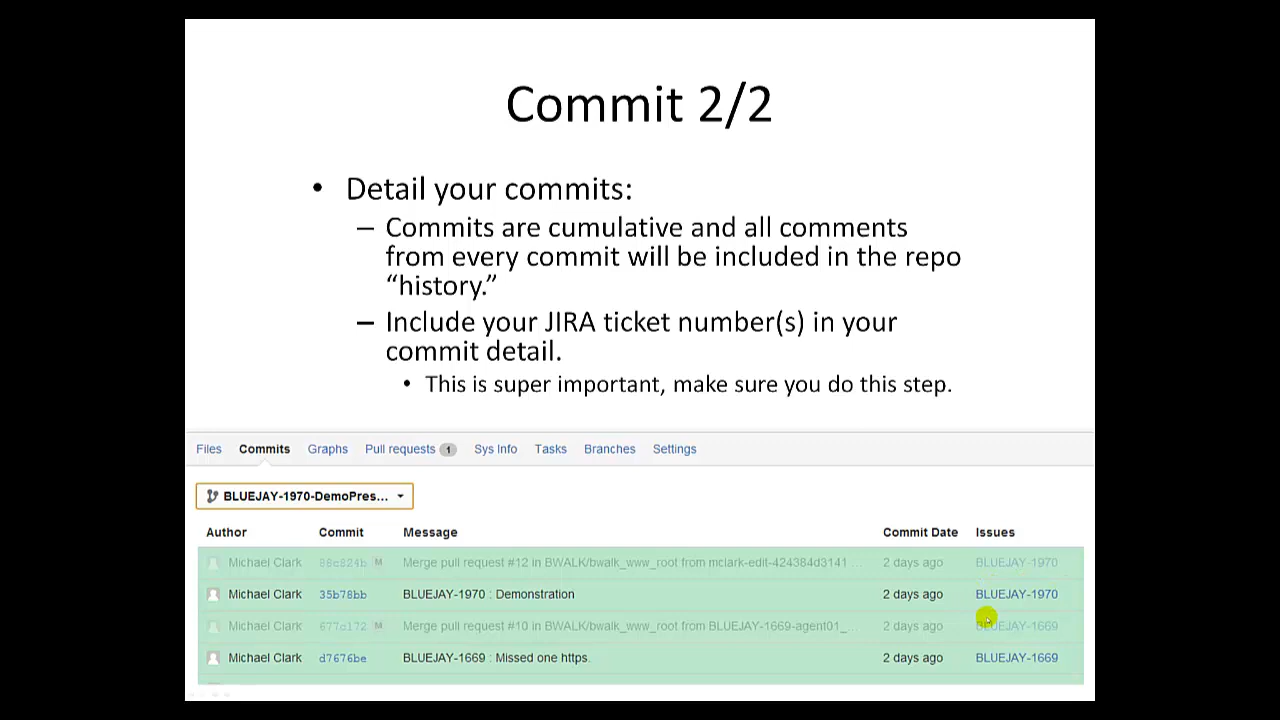 Commit 2/2
• Detail your commits:
– Commits are cumulative and all comments
from every commit will be included in the repo
“history.”
– Include your JIRA ticket number(s) in your
commit detail.
• This is super important, make sure you do this step.
Files Commits Graphs Pull requests 1 Sys Info Tasks Branches Settings
BLUEJAY-1970-DemoPres...
Author Commit Message Commit Date Issues
Michael Clark 88c824b M Merge pull request #12 in BWALK/bwalk_www_root from mclark-edit-424384d3141 ... 2 days ago BLUEJAY-1970
Michael Clark 35b78bb BLUEJAY-1970 : Demonstration 2 days ago BLUEJAY-1970
Michael Clark 677c172 M Merge pull request #10 in BWALK/bwalk_www_root from BLUEJAY-1669-agent01_... 2 days ago BLUEJAY-1669
Michael Clark d7676be BLUEJAY-1669 : Missed one https. 2 days ago BLUEJAY-1669